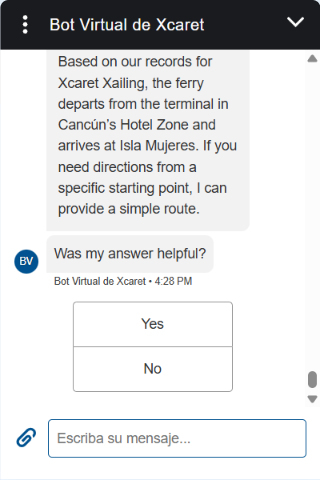 Bot Virtual de Xcaret
Based on our records for
Xcaret Xailing, the ferry
departs from the terminal in
Cancún's Hotel Zone and
arrives at Isla Mujeres. If you
need directions from a
specific starting point, I can
provide a simple route.
Was my answer helpful?
BV
Bot Virtual de Xcaret • 4:28 PM
Yes
No
Escriba su mensaje...